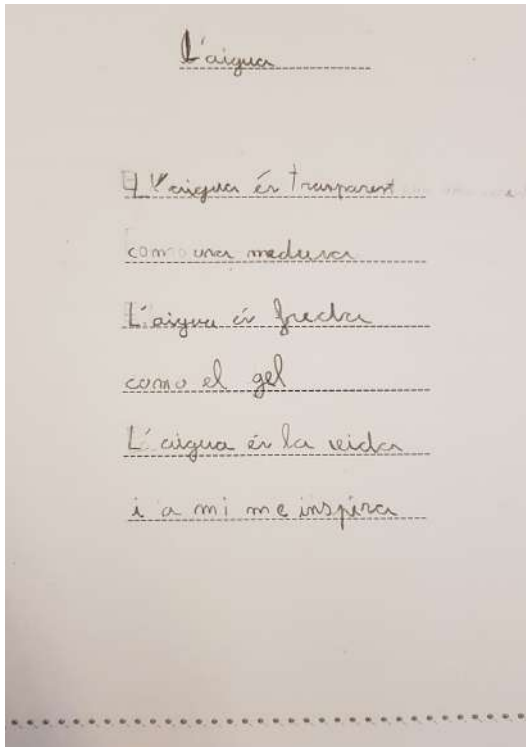 L'aigua
L'aigua és trasparent
como una medusa
L'aigua és freda
como el gel
L'aigua és la vida
i a mi me inspira